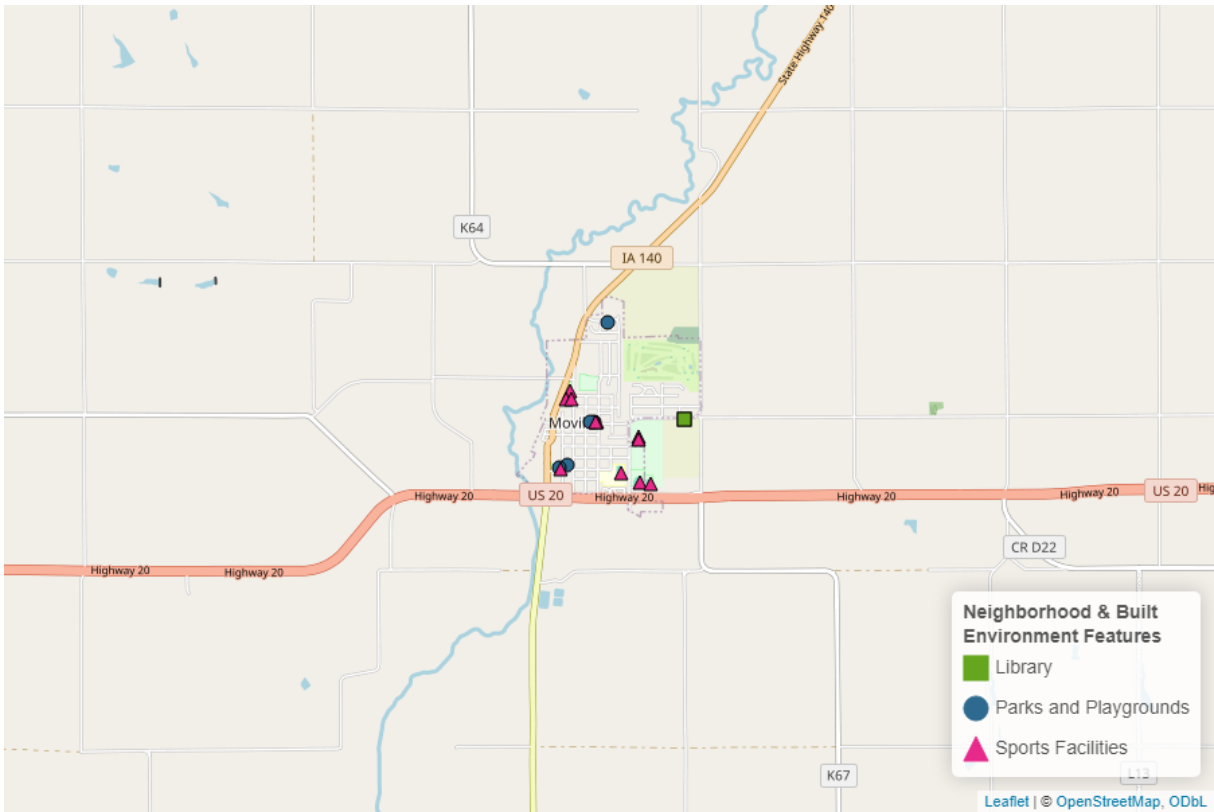 State Highway 140
K64
IA 140
Highway 20
US 20
Highway 20
Highway 20
Highway 20
US 20
CR D22
Highway 20
Highway 20
Neighborhood & Built
Environment Features
Library
Parks and Playgrounds
Sports Facilities
K67
L13
Leaflet | © OpenStreetMap, ODbL